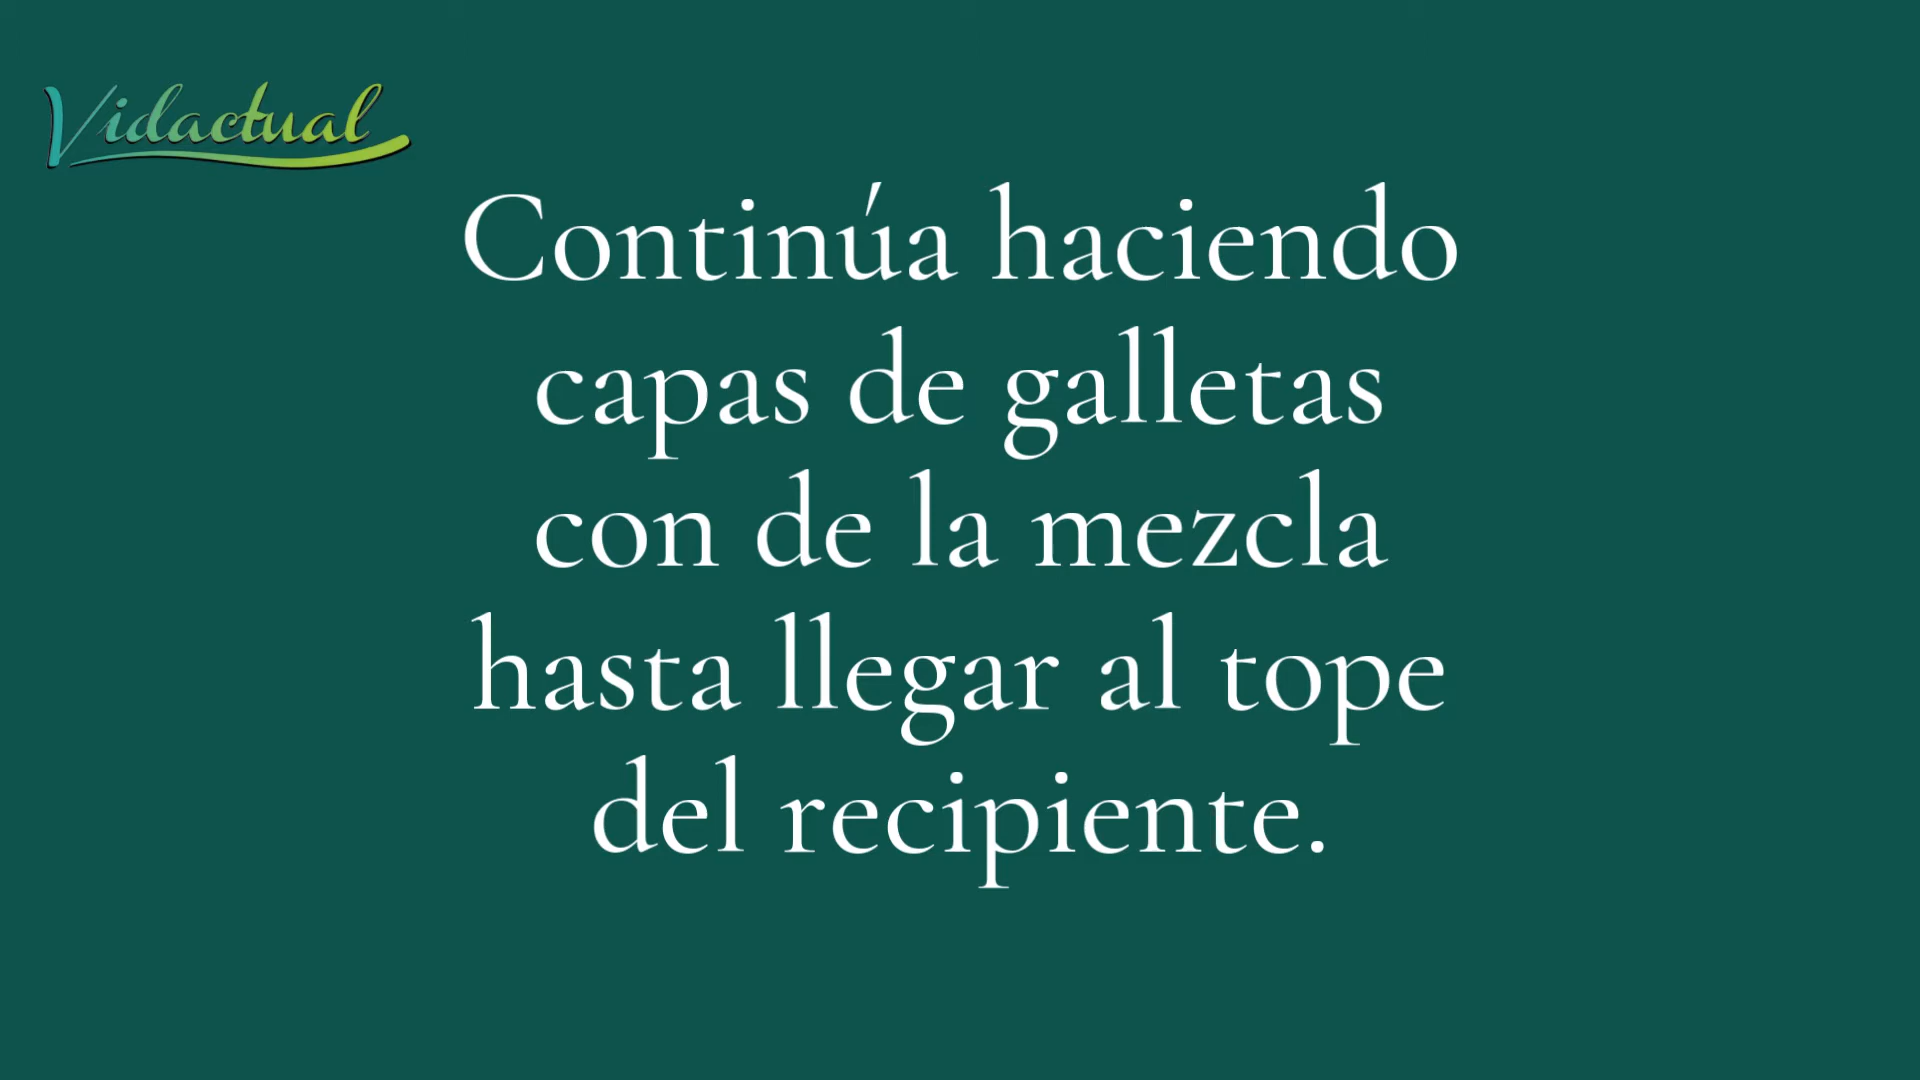 Vidactual
Continúa haciendo
capas de galletas
con de la mezcla
hasta llegar al tope
del recipiente.